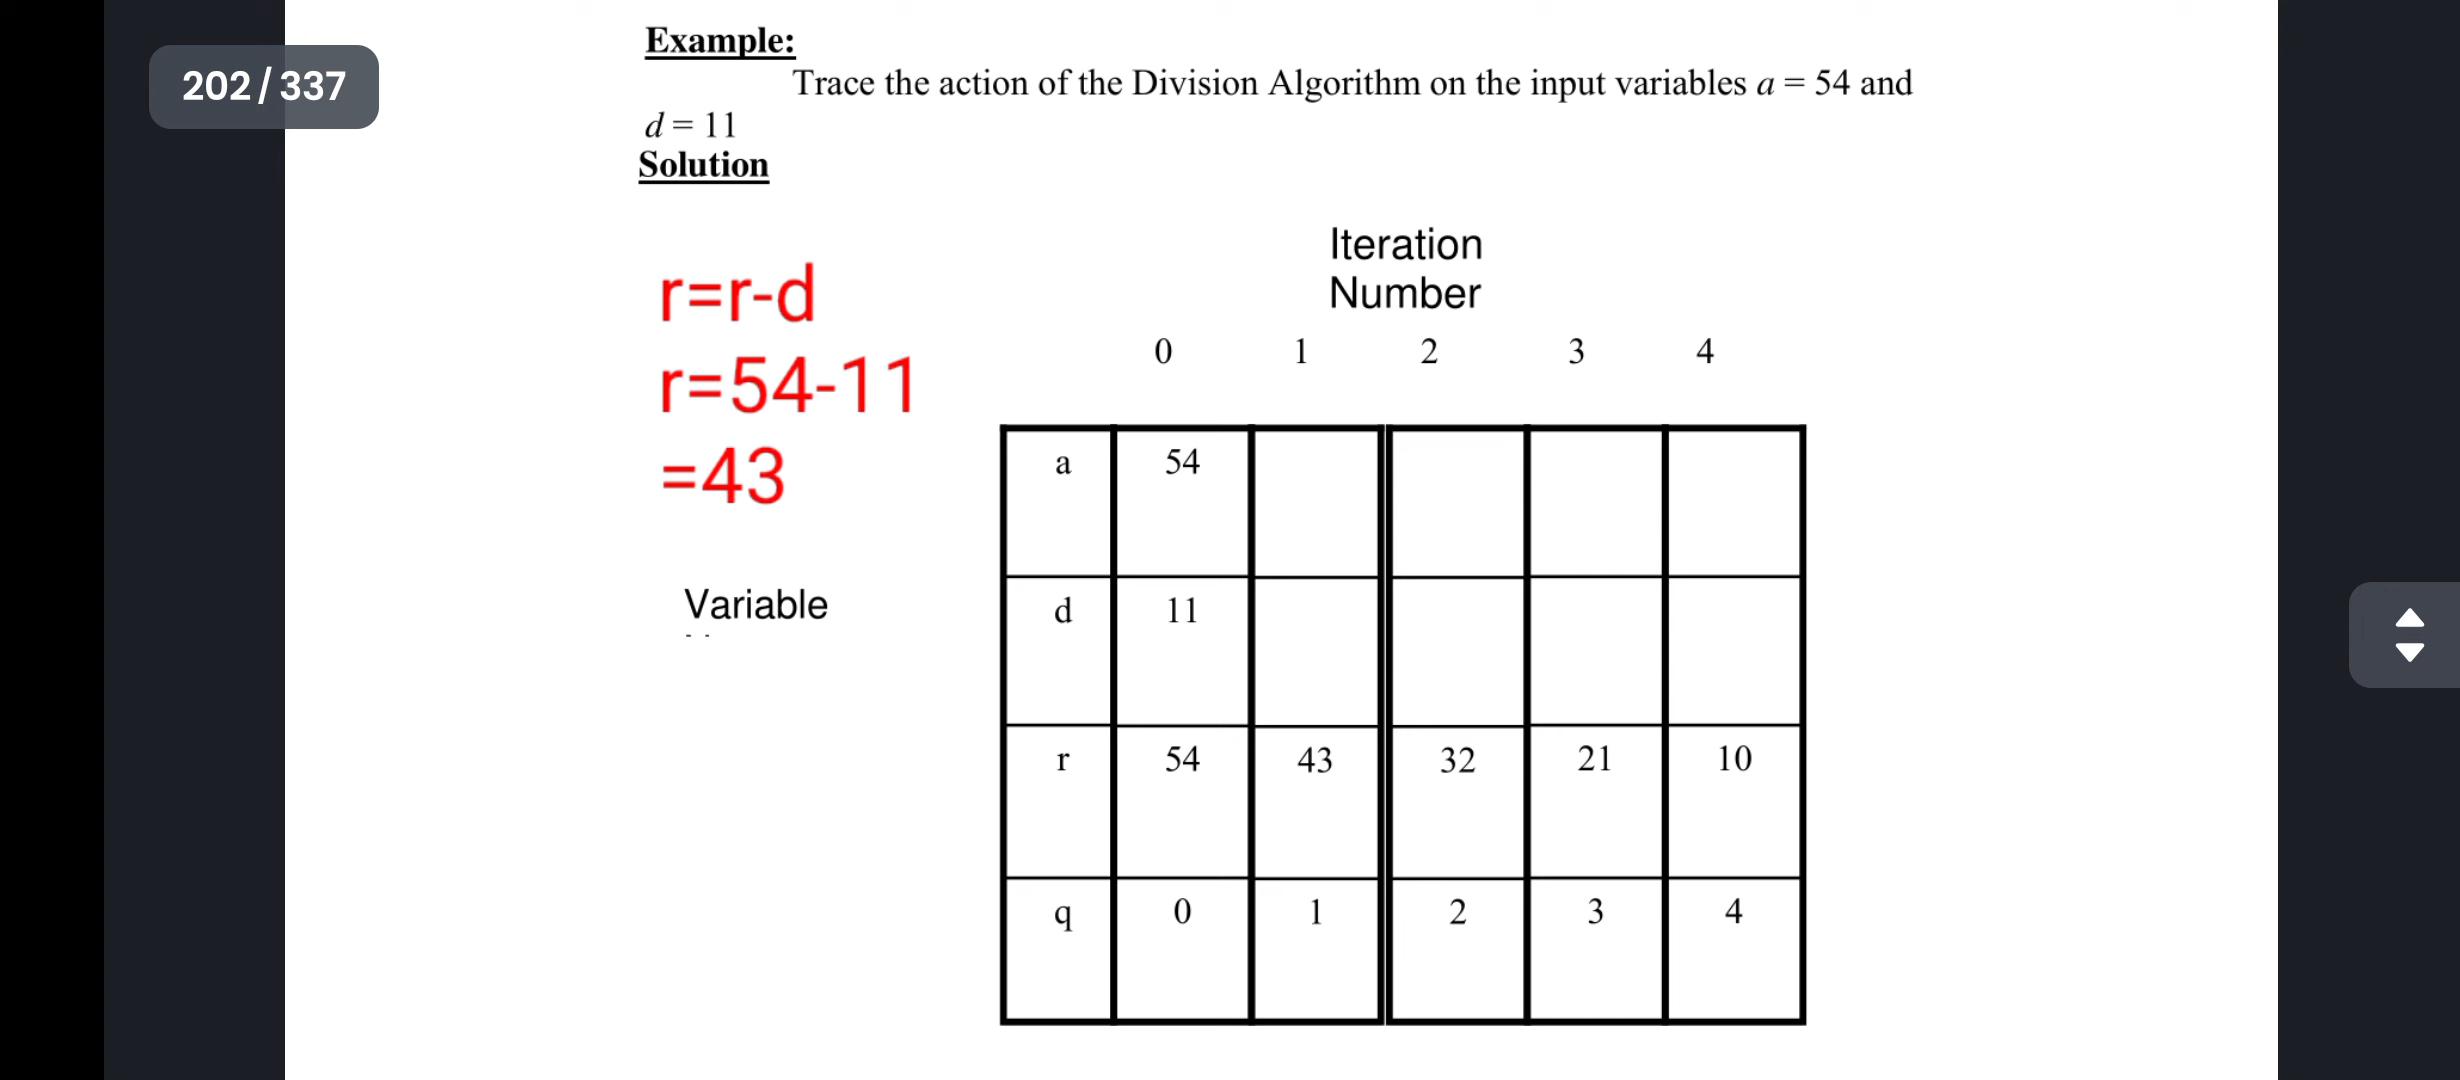 202/337
Example:
Trace the action of the Division Algorithm on the input variables a = 54 and
d = 11
Solution
r=r-d
r=54-11
=43
Iteration
Number
0 1 2 3 4
Variable
a 54
d 11
r 54 43 32 21 10
q 0 1 2 3 4